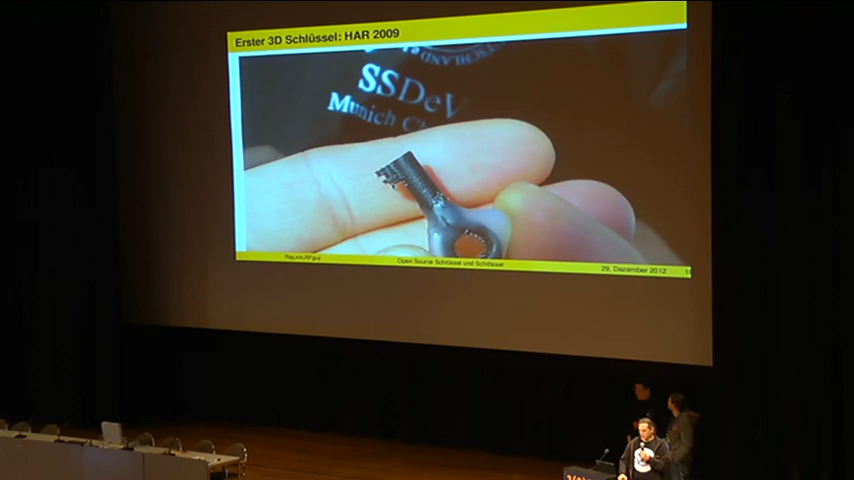 Erster 3D Schlüssel: HAR 2009
SSDeV
Munich
Open Source Schlüssel und Schlösser
29. Dezember 2012